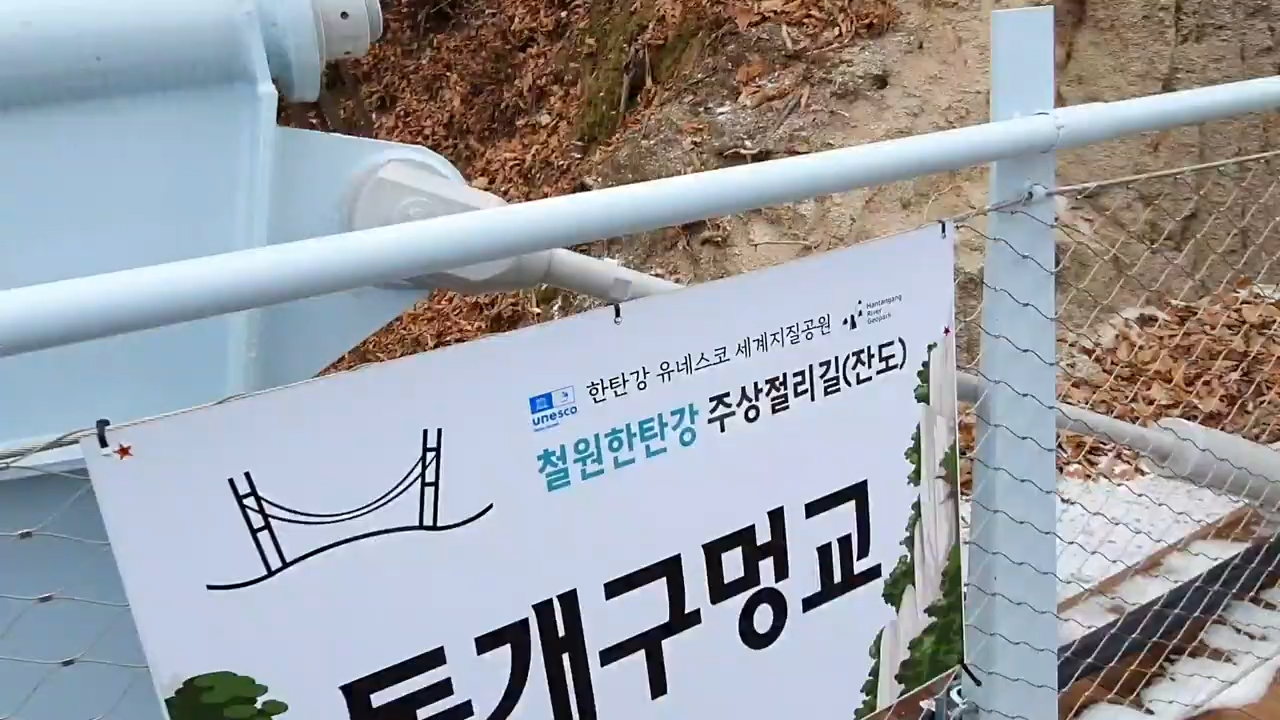 unesco
한탄강 유네스코 세계지질공원
Hantangang
River
Geopark
철원한탄강 주상절리길(잔도)
돌개구멍교